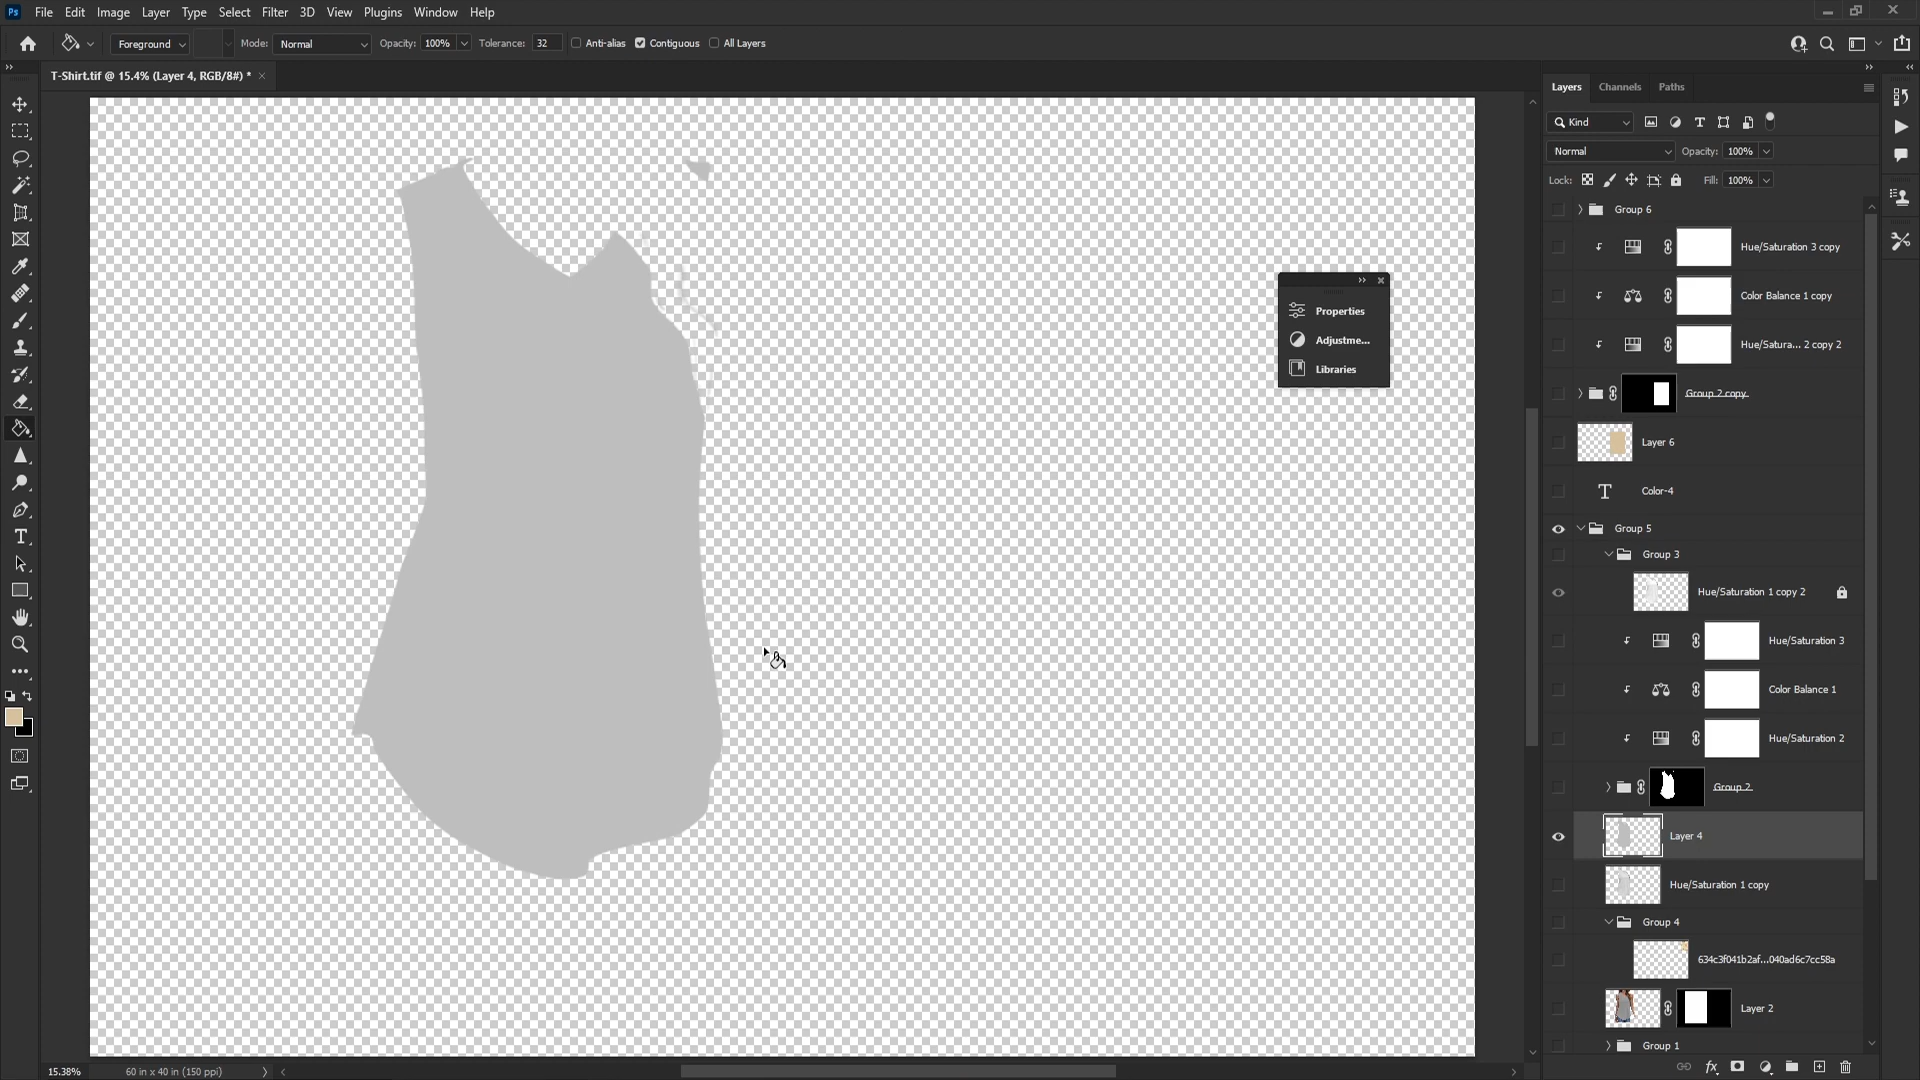 Ps File Edit Image Layer Type Select Filter 3D View Plugins Window Help
Foreground Mode: Normal Opacity: 100% Tolerance: 32 Anti-alias Contiguous All Layers
T-Shirt.tif @ 15.4% (Layer 4, RGB/8#) *
Layers Channels Paths
Kind
Normal Opacity: 100%
Lock: Fill: 100%
Group 6
Hue/Saturation 3 copy
Color Balance 1 copy
Hue/Satura... 2 copy 2
Group 2 copy
Layer 6
Color-4
Group 5
Group 3
Hue/Saturation 1 copy 2
Hue/Saturation 3
Color Balance 1
Hue/Saturation 2
Group 2
Layer 4
Hue/Saturation 1 copy
Group 4
634c3f041b2af...040ad6c7cc58a
Layer 2
Group 1
Properties
Adjustme...
Libraries
15.38% 60 in x 40 in (150 ppi)